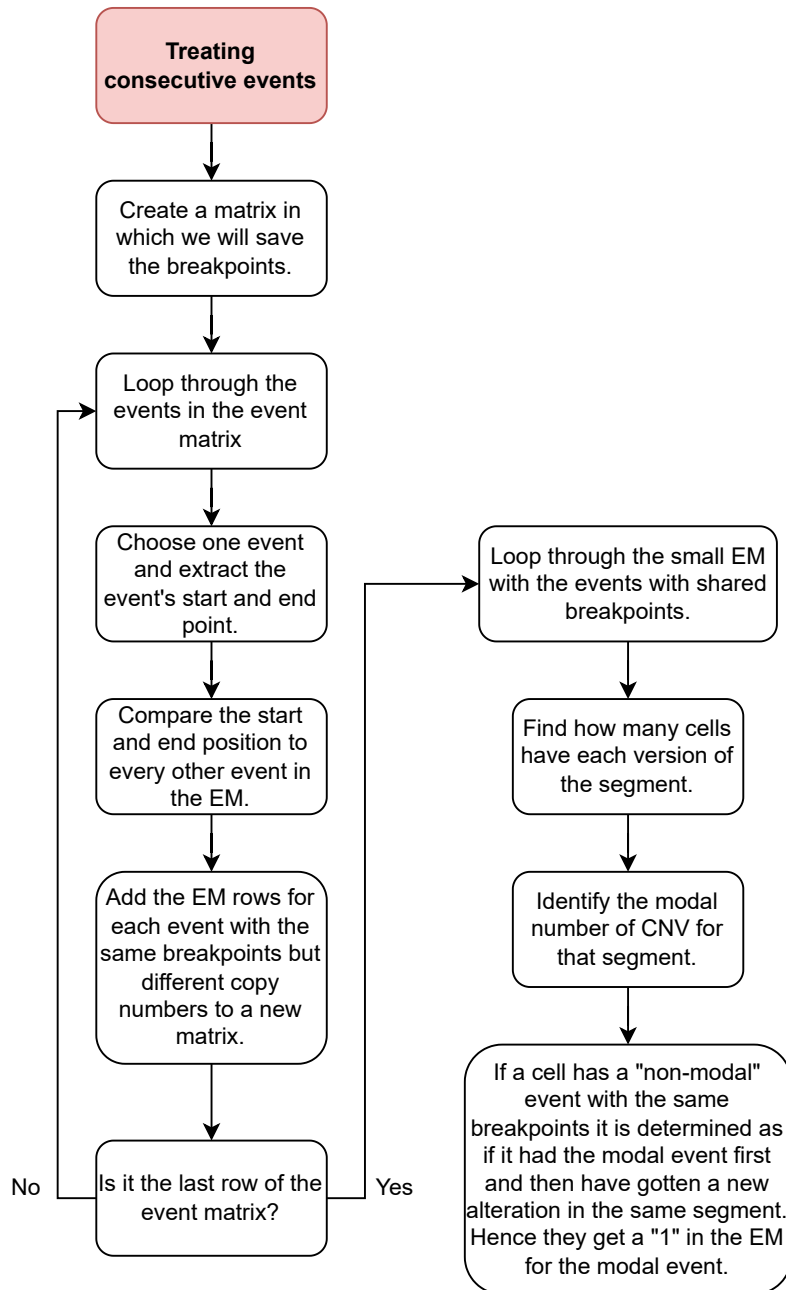 Treating
consecutive events
Create a matrix in
which we will save
the breakpoints.
Loop through the
events in the event
matrix
Choose one event
and extract the
event's start and end
point.
Compare the start
and end position to
every other event in
the EM.
Add the EM rows for
each event with the
same breakpoints but
different copy
numbers to a new
matrix.
No
Is it the last row of the
event matrix?
Yes
Loop through the small EM
with the events with shared
breakpoints.
Find how many cells
have each version of
the segment.
Identify the modal
number of CNV for
that segment.
If a cell has a "non-modal"
event with the same
breakpoints it is determined as
if it had the modal event first
and then have gotten a new
alteration in the same segment.
Hence they get a "1" in the EM
for the modal event.